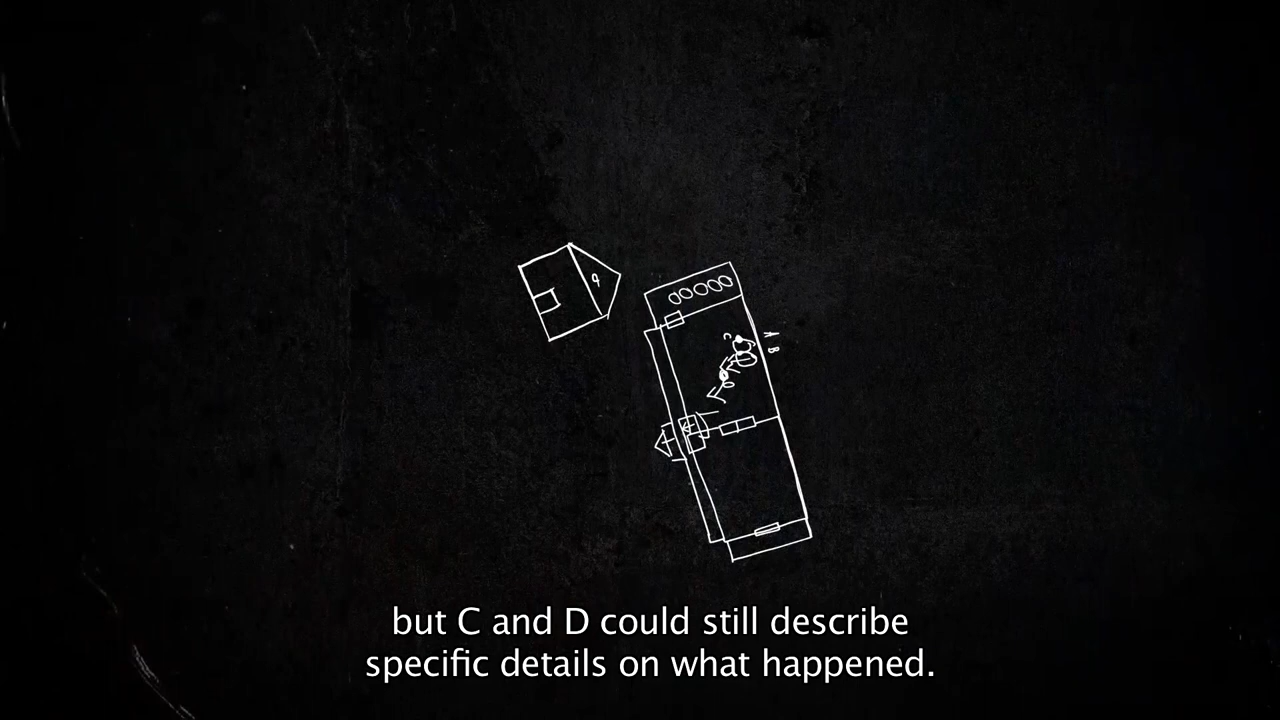 A
B
C
D
but C and D could still describe
specific details on what happened.